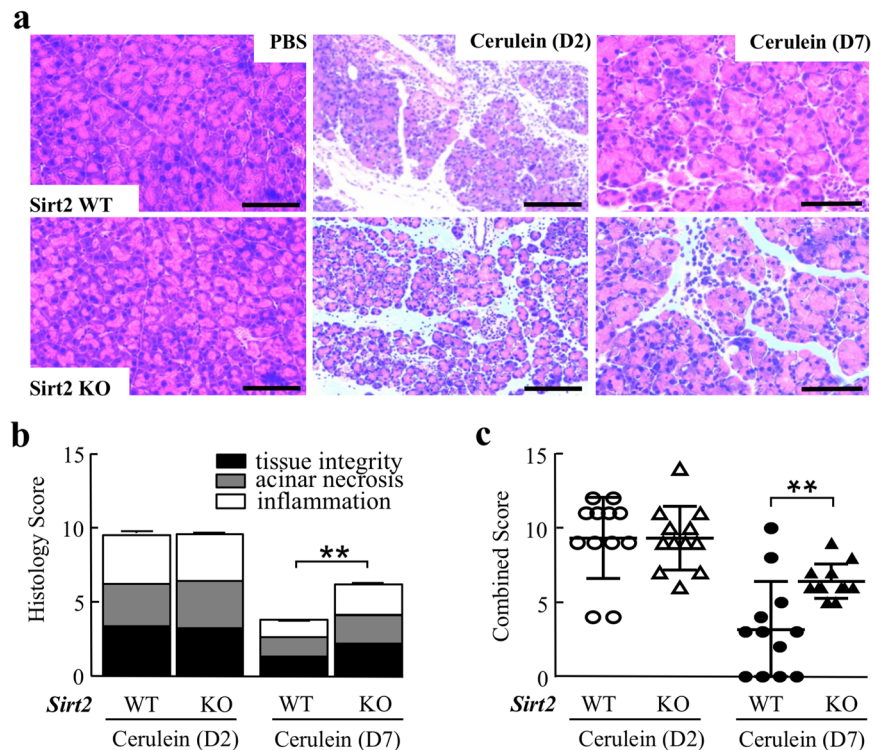 a
PBS
Cerulein (D2)
Cerulein (D7)
Sirt2 WT
Sirt2 KO
b
Histology Score
15
10
5
0
tissue integrity
acinar necrosis
inflammation
**
Sirt2 WT KO WT KO
Cerulein (D2) Cerulein (D7)
c
Combined Score
15
10
5
0
**
Sirt2 WT KO WT KO
Cerulein (D2) Cerulein (D7)